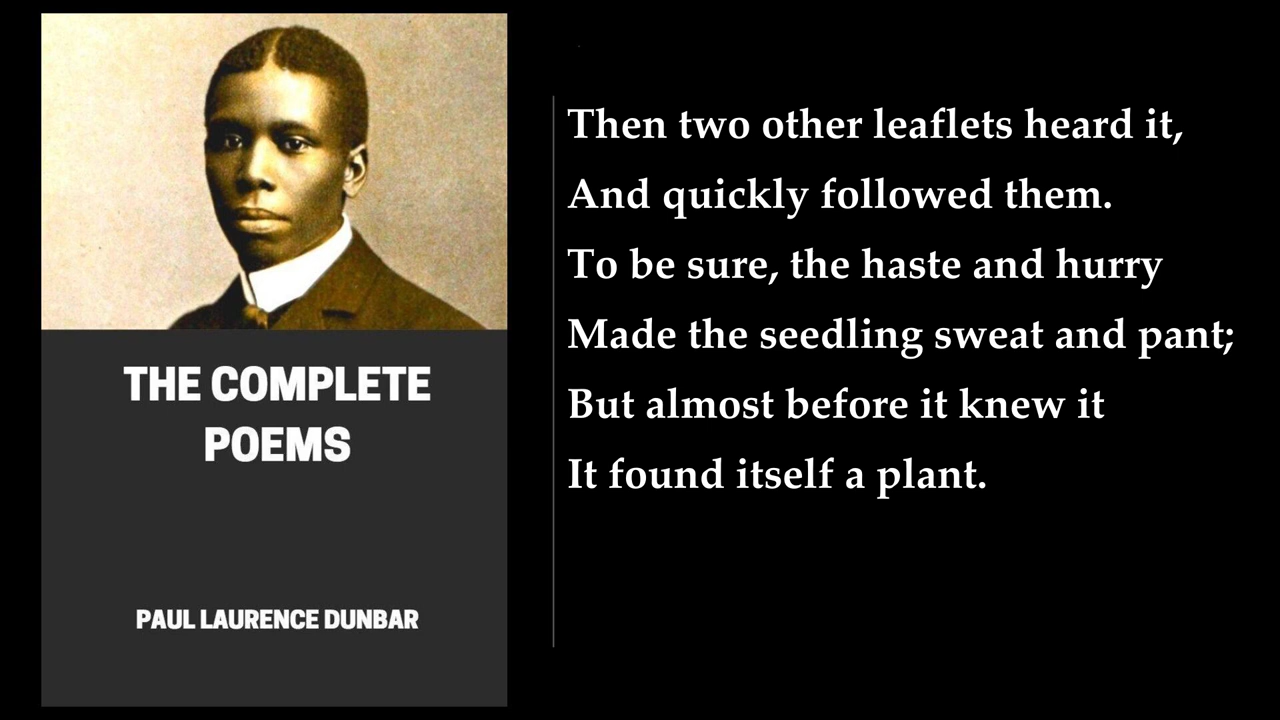 THE COMPLETE
POEMS
PAUL LAURENCE DUNBAR
Then two other leaflets heard it,
And quickly followed them.
To be sure, the haste and hurry
Made the seedling sweat and pant;
But almost before it knew it
It found itself a plant.